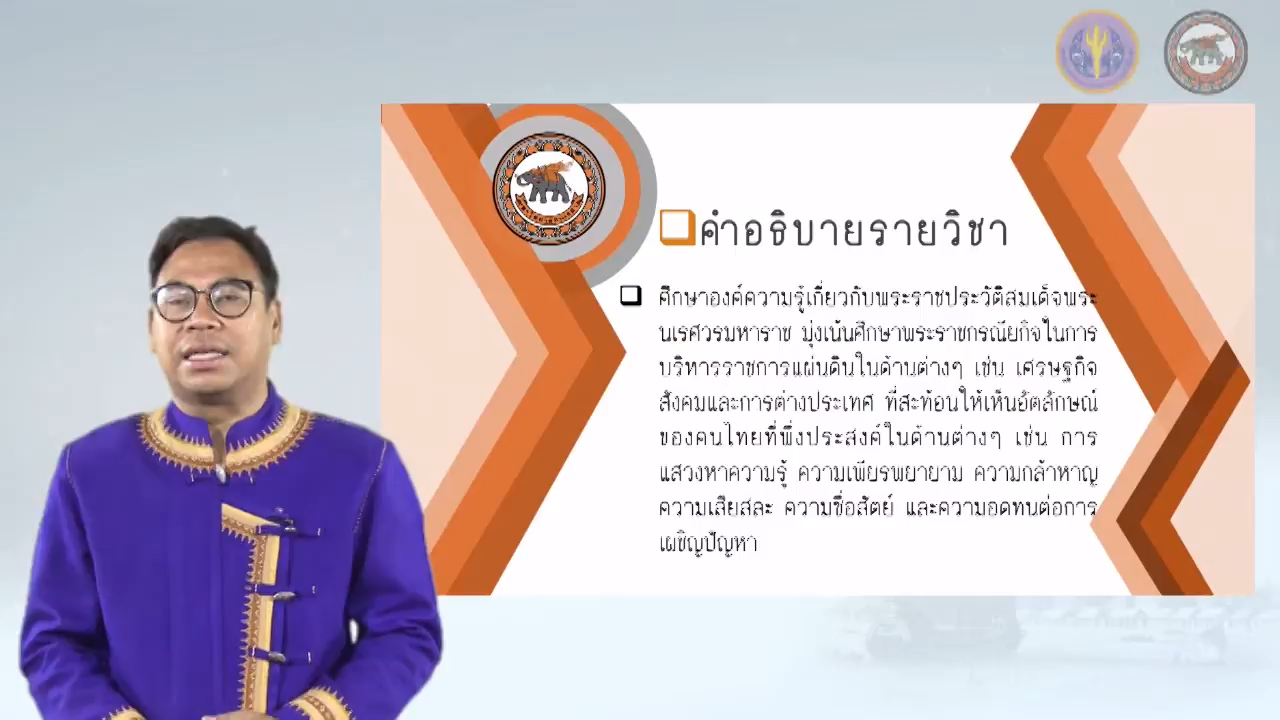 คำอธิบายรายวิชา
ศึกษาองค์ความรู้เกี่ยวกับพระราชประวัติสมเด็จพระ
นเรศวรมหาราช มุ่งเน้นศึกษาพระราชกรณียกิจในการ
บริหารราชการแผ่นดินในด้านต่างๆ เช่น เศรษฐกิจ
สังคมและการต่างประเทศ ที่สะท้อนให้เห็นอัตลักษณ์
ของคนไทยที่พึงประสงค์ในด้านต่างๆ เช่น การ
แสวงหาความรู้ ความเพียรพยายาม ความกล้าหาญ
ความเสียสละ ความซื่อสัตย์ และความอดทนต่อการ
เผชิญปัญหา